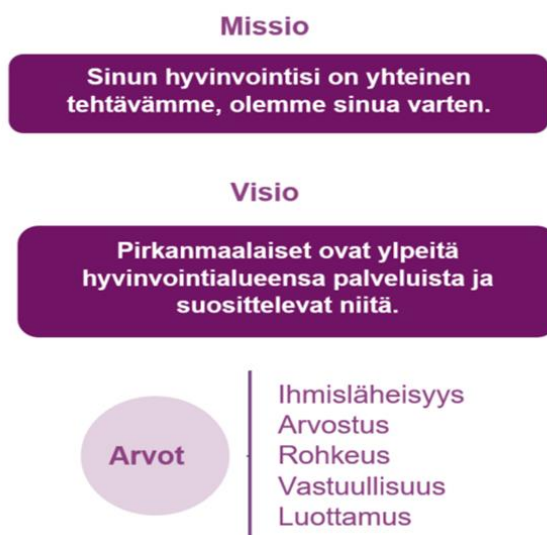 Missio
Sinun hyvinvointisi on yhteinen
tehtävämme, olemme sinua varten.
Visio
Pirkanmaalaiset ovat ylpeitä
hyvinvointialueensa palveluista ja
suosittelevat niitä.
Arvot
Ihmisläheisyys
Arvostus
Rohkeus
Vastuullisuus
Luottamus